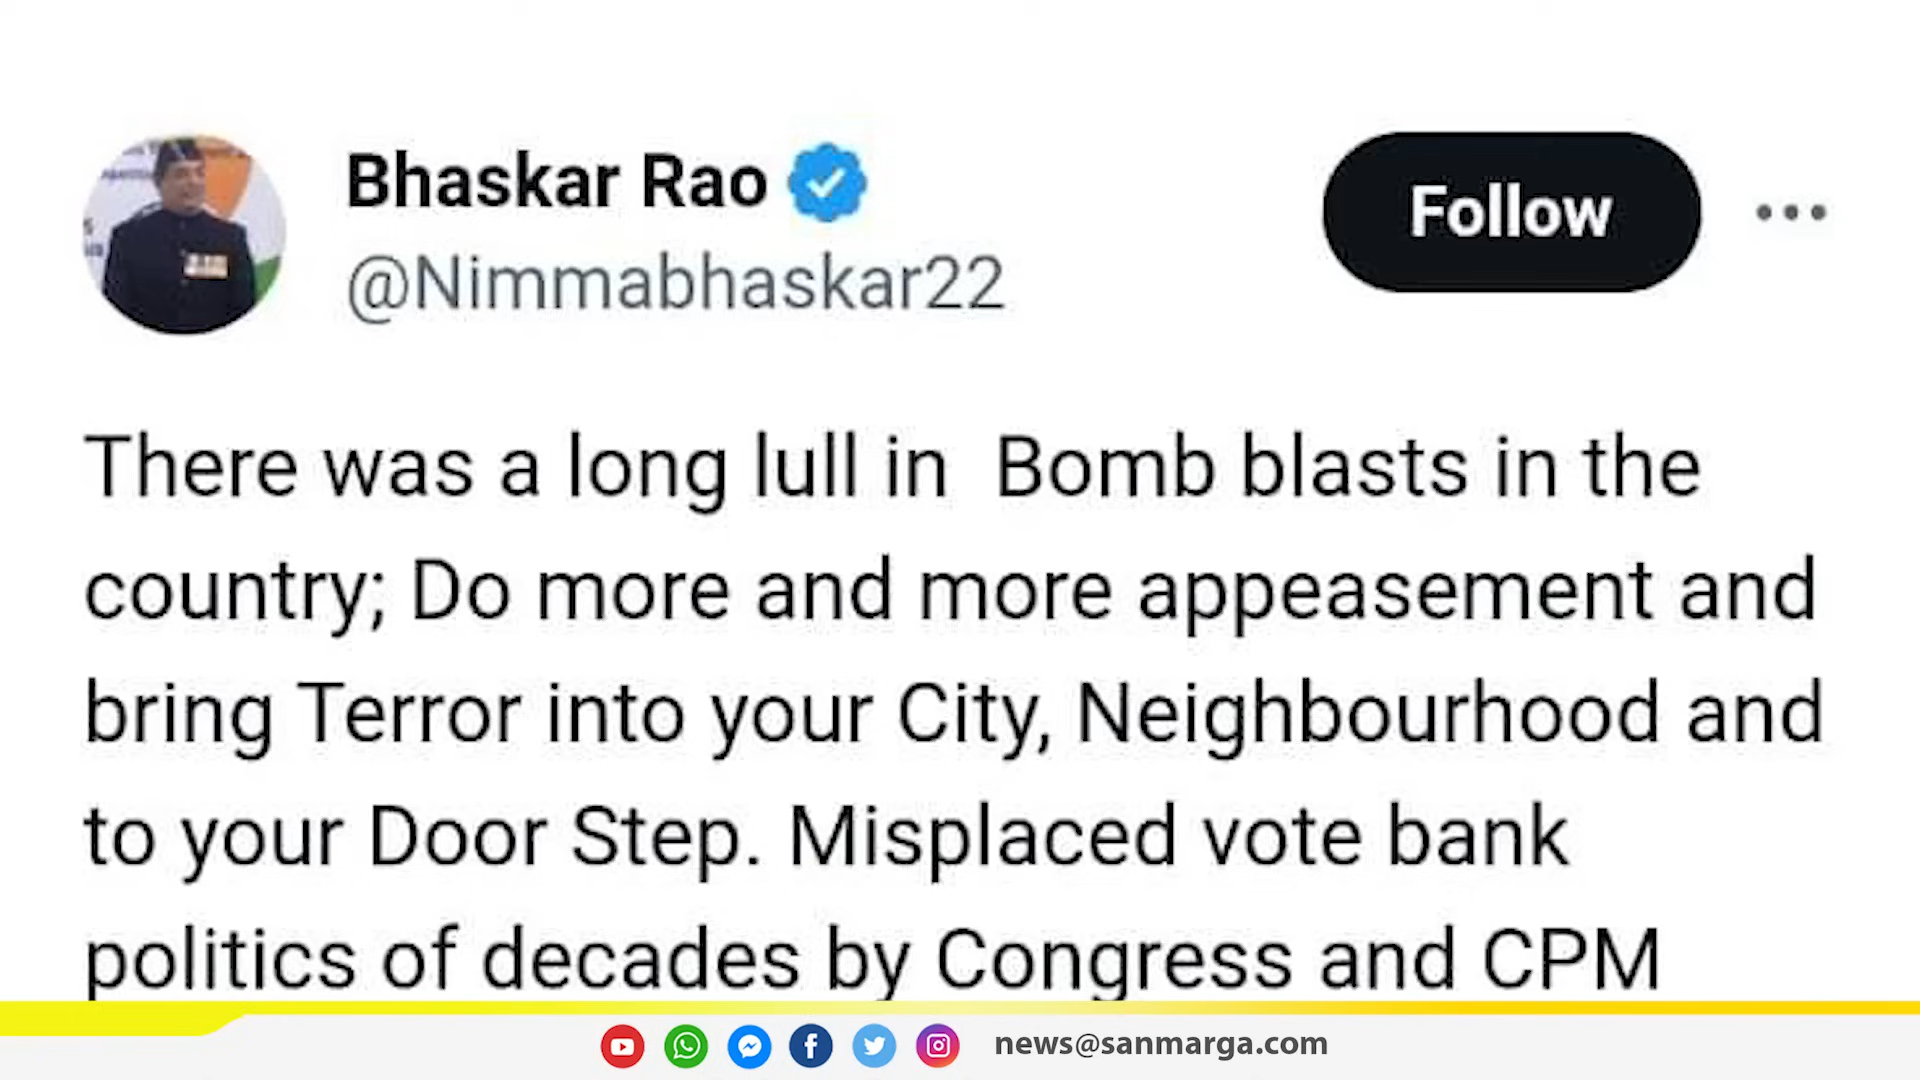 Bhaskar Rao
@Nimmabhaskar22
Follow
There was a long lull in Bomb blasts in the
country; Do more and more appeasement and
bring Terror into your City, Neighbourhood and
to your Door Step. Misplaced vote bank
politics of decades by Congress and CPM
news@sanmarga.com